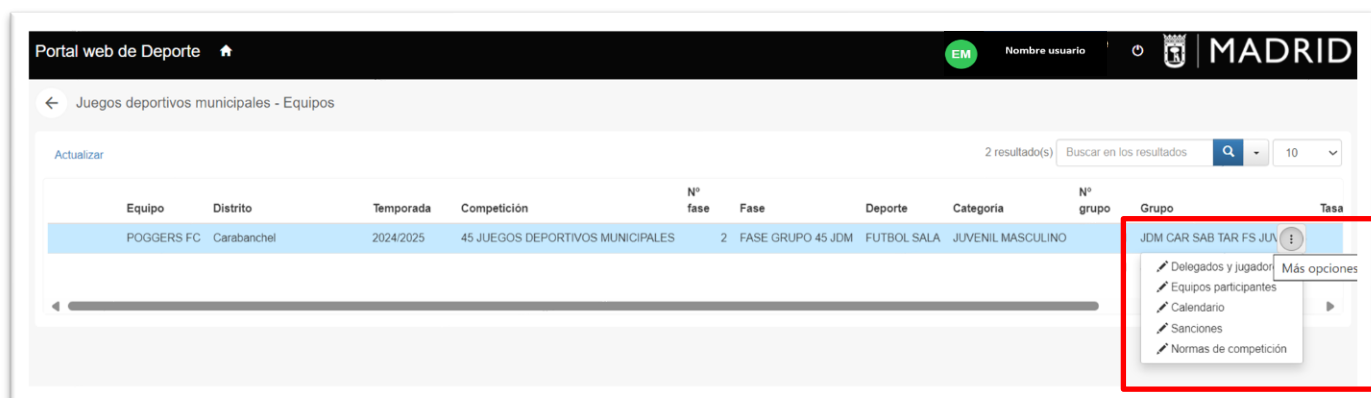 Portal web de Deporte
EM Nombre usuario MADRID
Juegos deportivos municipales - Equipos
Actualizar 2 resultado(s) Buscar en los resultados 10
Equipo Distrito Temporada Competición Nº fase Fase Deporte Categoria Nº grupo Grupo Tasa
POGGERS FC Carabanchel 2024/2025 45 JUEGOS DEPORTIVOS MUNICIPALES 2 FASE GRUPO 45 JDM FUTBOL SALA JUVENIL MASCULINO JDM CAR SAB TAR FS JUV
Delegados y jugador Más opciones
Equipos participantes
Calendario
Sanciones
Normas de competición